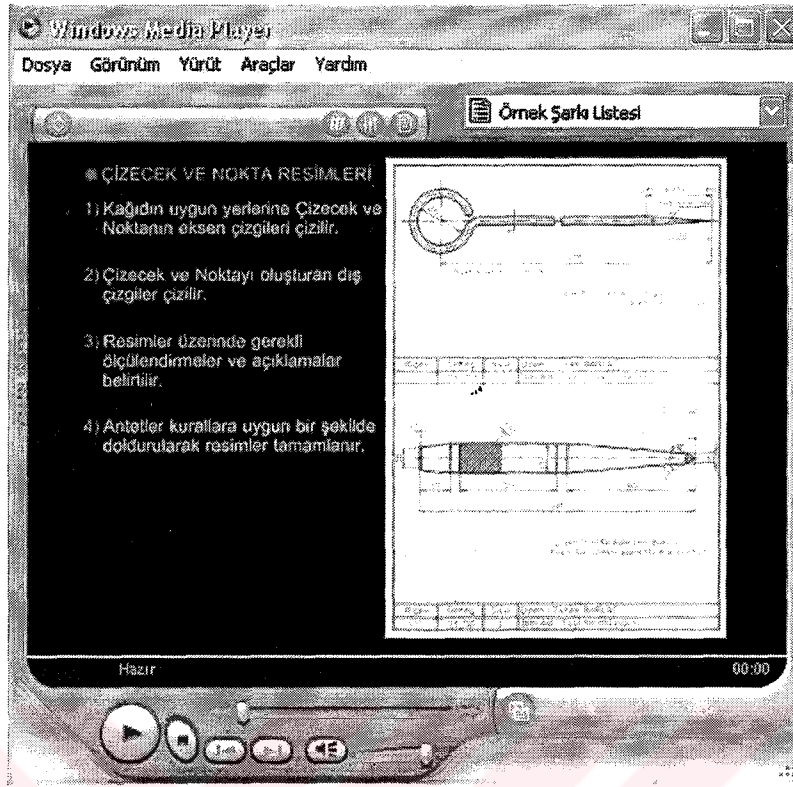 Windows Media Player
Dosya Görünüm Yürüt Araçlar Yardım
Örnek Şarkı Listesi
ÇİZECEK VE NOKTA RESİMLERİ
1) Kağıdın uygun yerlerine Çizecek ve
Noktanın eksen çizgileri çizilir.
2) Çizecek ve Noktayı oluşturan dış
çizgiler çizilir.
3) Resimler üzerinde gerekli
ölçülendirmeler ve açıklamalar
belirtilir.
4) Antetler kurallara uygun bir şekilde
doldurularak resimler tamamlanır.
Hazır
00:00